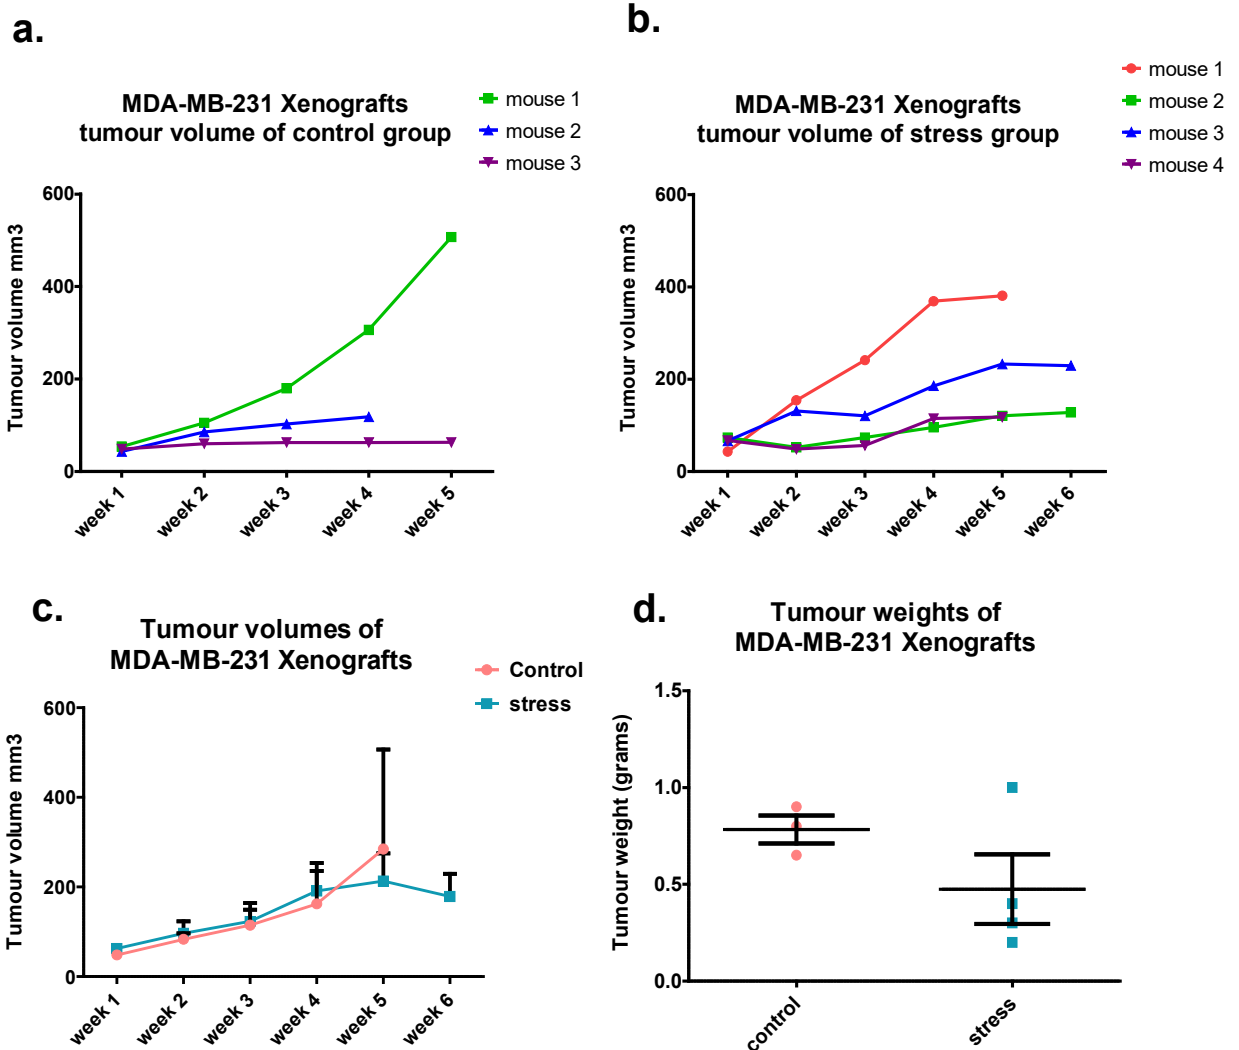 a.
MDA-MB-231 Xenografts
tumour volume of control group
mouse 1
mouse 2
mouse 3
Tumour volume mm3
600
400
200
0
week 1
week 2
week 3
week 4
week 5
b.
MDA-MB-231 Xenografts
tumour volume of stress group
mouse 1
mouse 2
mouse 3
mouse 4
Tumour volume mm3
600
400
200
0
week 1
week 2
week 3
week 4
week 5
week 6
c.
Tumour volumes of
MDA-MB-231 Xenografts
Control
stress
Tumour volume mm3
600
400
200
0
week 1
week 2
week 3
week 4
week 5
week 6
d.
Tumour weights of
MDA-MB-231 Xenografts
Tumour weight (grams)
1.5
1.0
0.5
0.0
control
stress